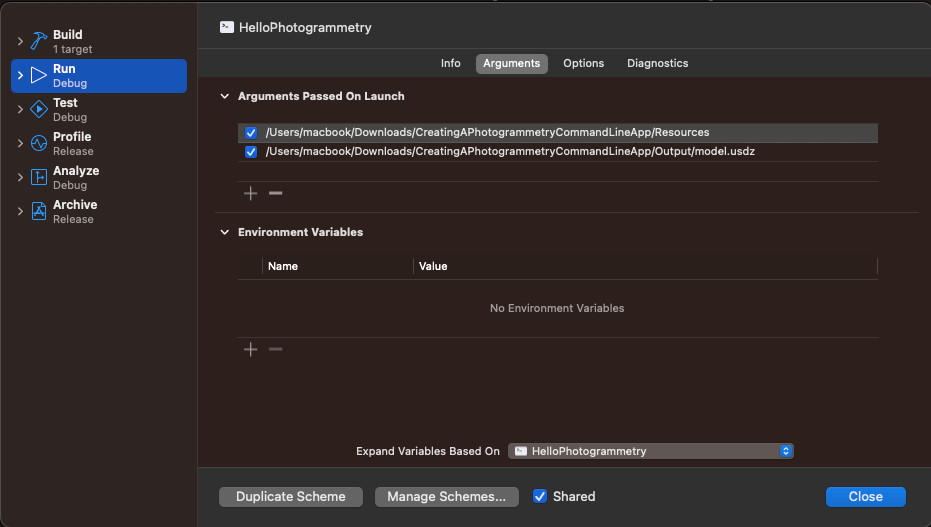 HelloPhotogrammetry
Build
1 target
Run
Debug
Test
Debug
Profile
Release
Analyze
Debug
Archive
Release
Info Arguments Options Diagnostics
Arguments Passed On Launch
/Users/macbook/Downloads/CreatingAPhotogrammetryCommandLineApp/Resources
/Users/macbook/Downloads/CreatingAPhotogrammetryCommandLineApp/Output/model.usdz
Environment Variables
Name Value
No Environment Variables
Expand Variables Based On HelloPhotogrammetry
Duplicate Scheme Manage Schemes... Shared Close